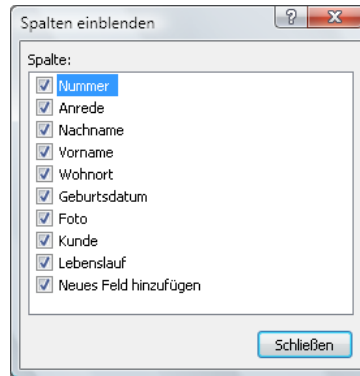 Spalten einblenden
Spalte:
Nummer
Anrede
Nachname
Vorname
Wohnort
Geburtsdatum
Foto
Kunde
Lebenslauf
Neues Feld hinzufügen
Schließen